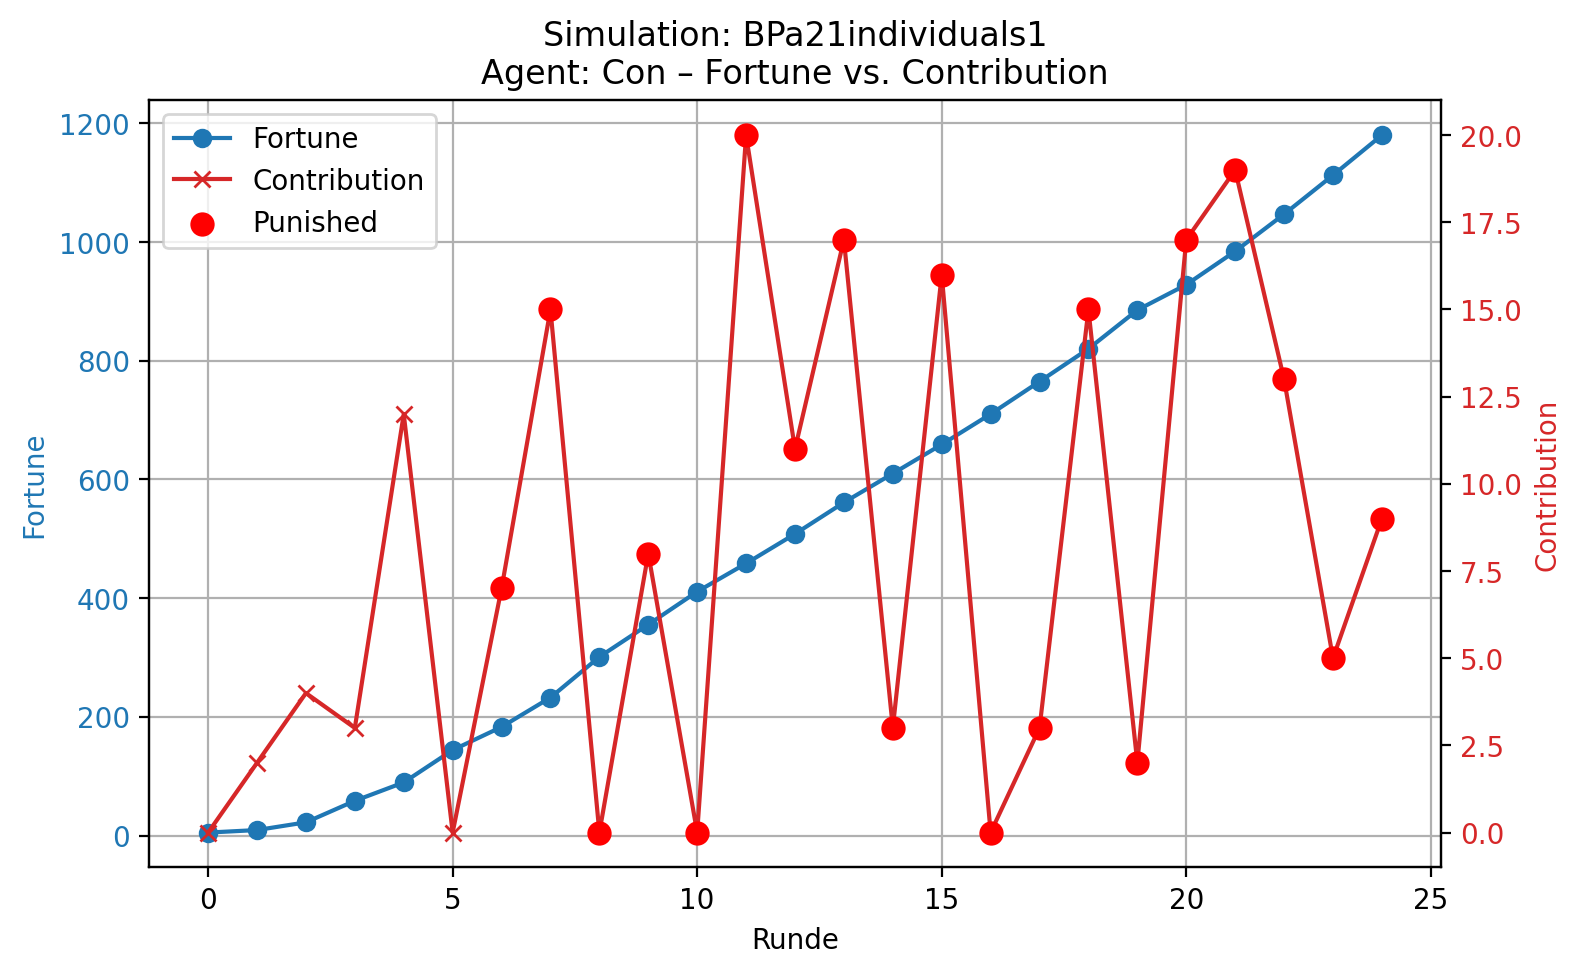 Simulation: BPa21individuals1
Agent: Con – Fortune vs. Contribution
Fortune
Contribution
Punished
1200
1000
800
600
400
200
0
Fortune
20.0
17.5
15.0
12.5
10.0
7.5
5.0
2.5
0.0
Contribution
0 5 10 15 20 25
Runde